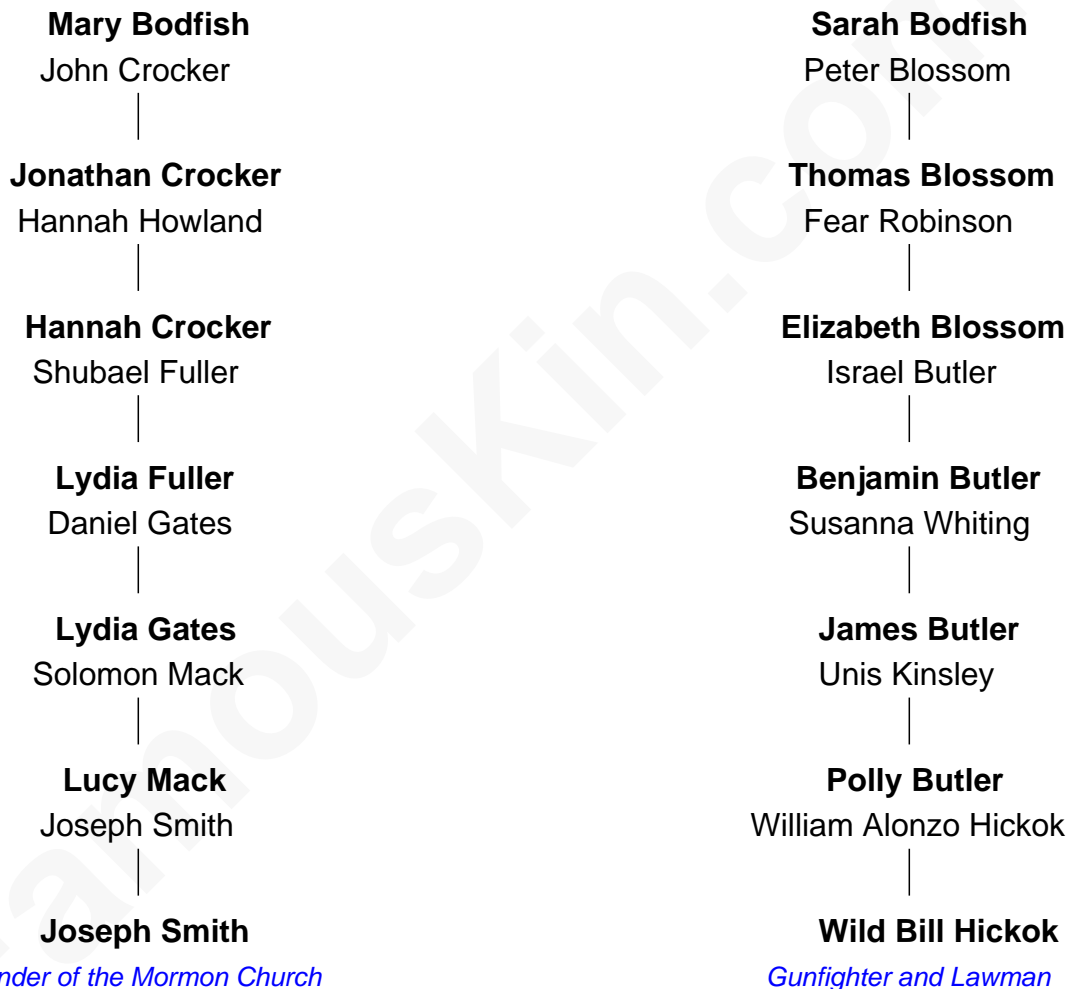 Mary Bodfish
John Crocker
Jonathan Crocker
Hannah Howland
Hannah Crocker
Shubael Fuller
Lydia Fuller
Daniel Gates
Lydia Gates
Solomon Mack
Lucy Mack
Joseph Smith
Joseph Smith
nder of the Mormon Church
Sarah Bodfish
Peter Blossom
Thomas Blossom
Fear Robinson
Elizabeth Blossom
Israel Butler
Benjamin Butler
Susanna Whiting
James Butler
Unis Kinsley
Polly Butler
William Alonzo Hickok
Wild Bill Hickok
Gunfighter and Lawman
amouskin.com